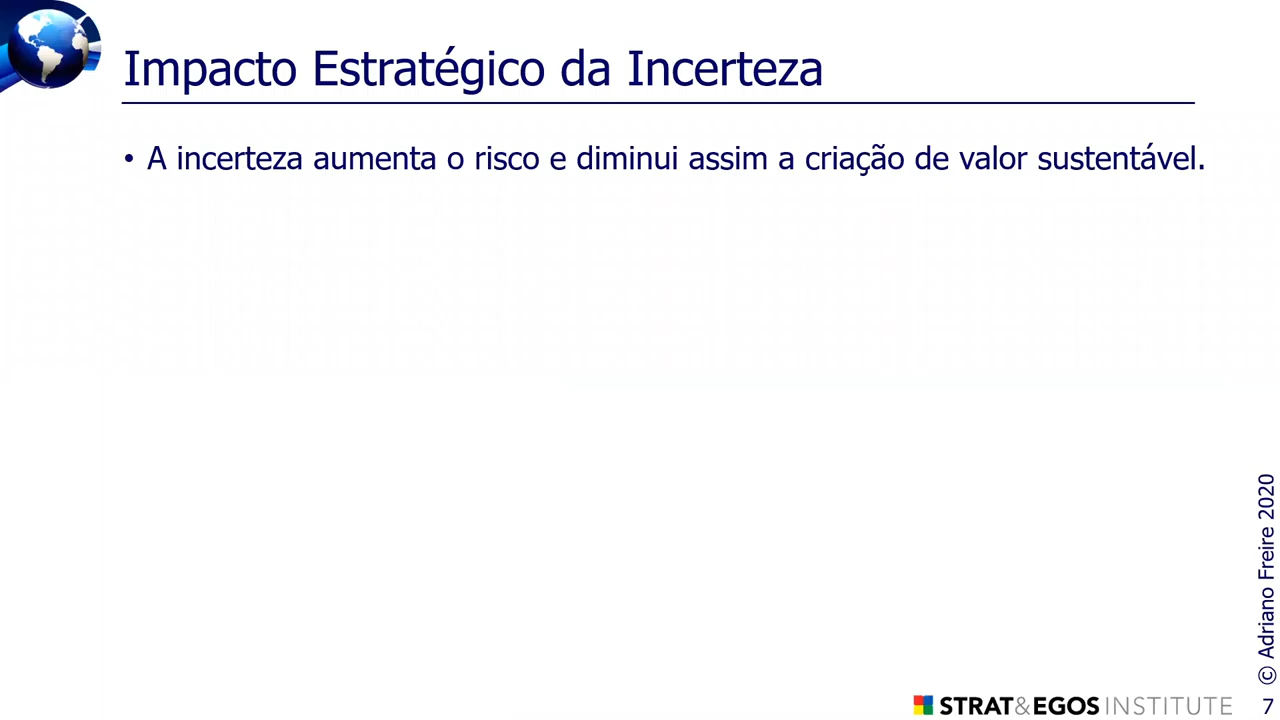 Impacto Estratégico da Incerteza
• A incerteza aumenta o risco e diminui assim a criação de valor sustentável.
© Adriano Freire 2020
STRAT&EGOS INSTITUTE
7